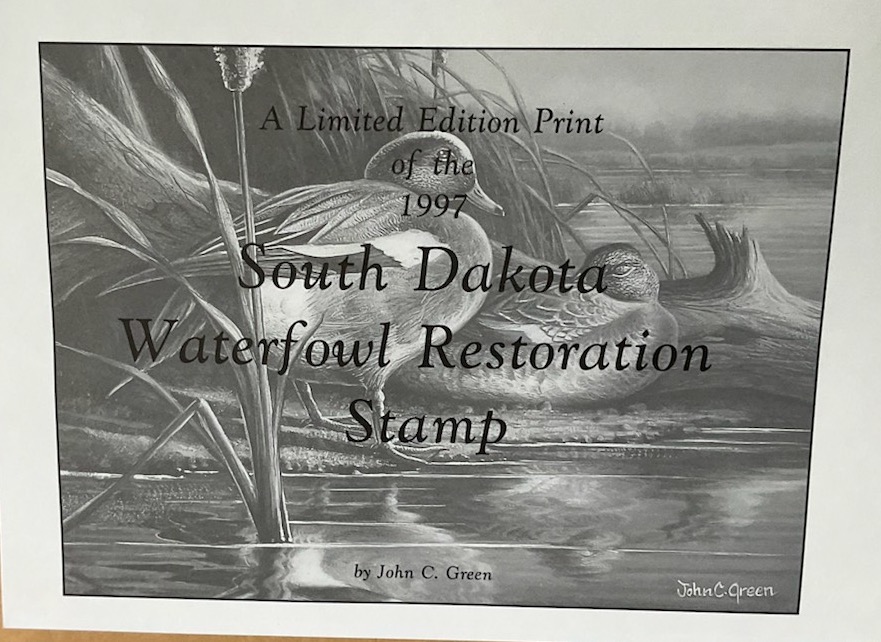 A Limited Edition Print
of the
1997
South Dakota
Waterfowl Restoration
Stamp
by John C. Green
John C. Green